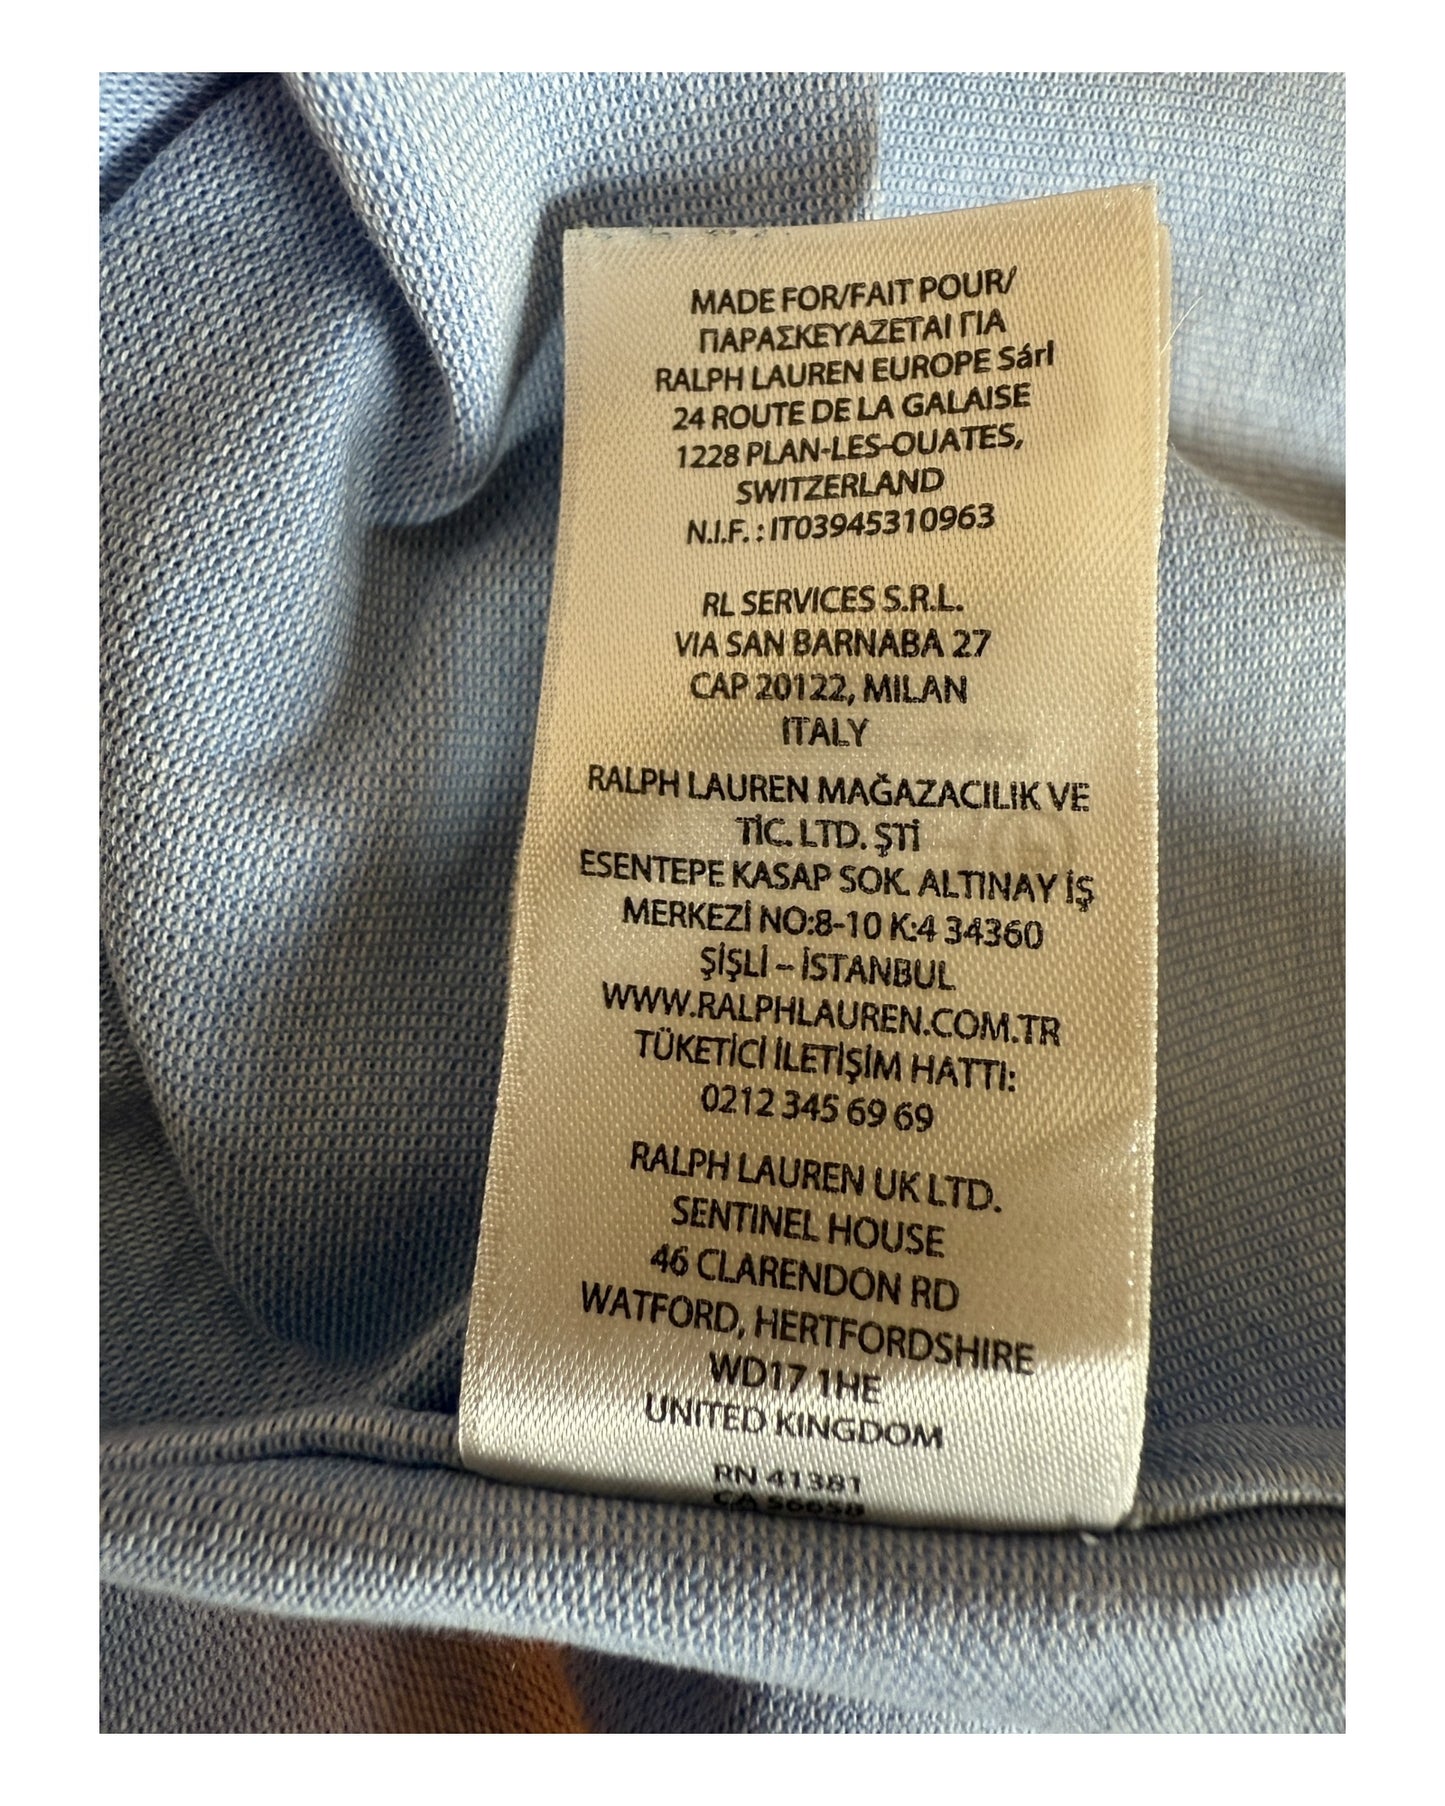 MADE FOR/FAIT POUR/
ΠΑΡΑΣΚΕΥΑΖΕΤΑΙ ΓΙΑ
RALPH LAUREN EUROPE Sárl
24 ROUTE DE LA GALAISE
1228 PLAN-LES-OUATES,
SWITZERLAND
N.I.F. : IT03945310963
RL SERVICES S.R.L.
VIA SAN BARNABA 27
CAP 20122, MILAN
ITALY
RALPH LAUREN MAĞAZACILIK VE
TİC. LTD. ŞTİ
ESENTEPE KASAP SOK. ALTINAY İŞ
MERKEZİ NO:8-10 K:4 34360
ŞİŞLİ – İSTANBUL
WWW.RALPHLAUREN.COM.TR
TÜKETİCİ İLETİŞİM HATTI:
0212 345 69 69
RALPH LAUREN UK LTD.
SENTINEL HOUSE
46 CLARENDON RD
WATFORD, HERTFORDSHIRE
WD17 1HE
UNITED KINGDOM
RN 41381
CA 56658